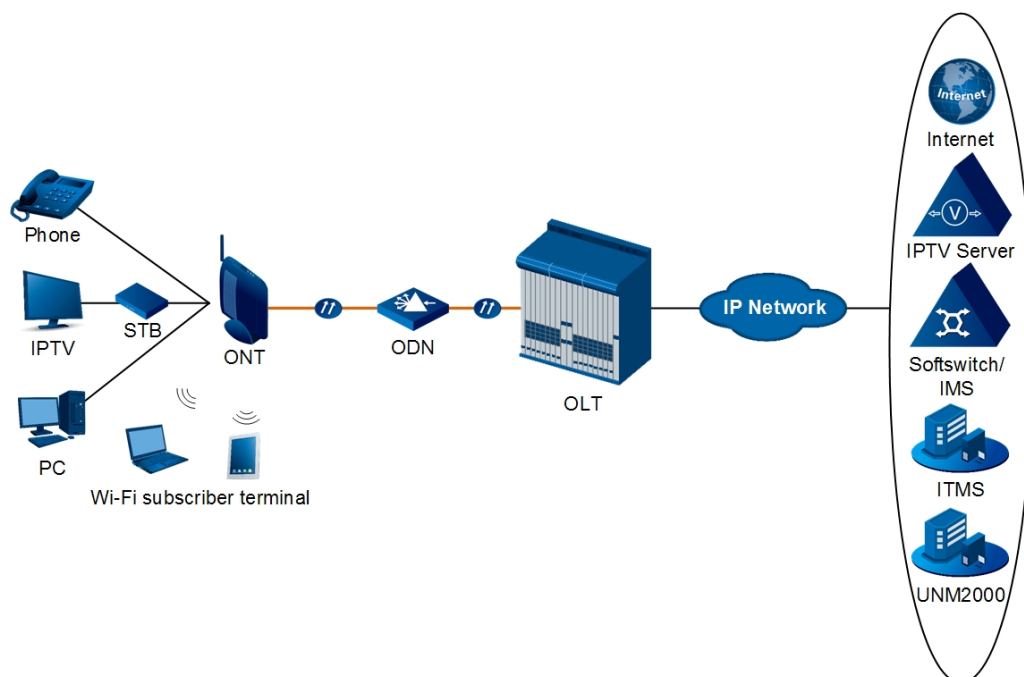 Phone
IPTV
STB
PC
Wi-Fi subscriber terminal
ONT
ODN
OLT
IP Network
Internet
Internet
V
IPTV Server
Softswitch/
IMS
ITMS
UNM2000